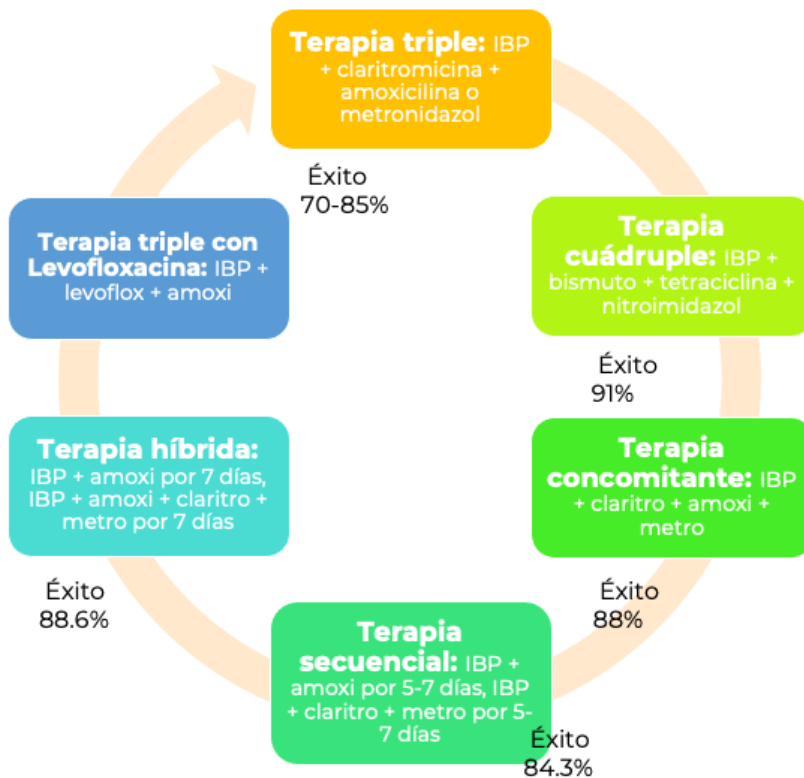 Terapia triple: IBP
+ claritromicina +
amoxicilina o
metronidazol
Éxito
70-85%
Terapia
cuádruple: IBP +
bismuto + tetraciclina +
nitroimidazol
Éxito
91%
Terapia
concomitante: IBP
+ claritro + amoxi +
metro
Éxito
88%
Terapia
secuencial: IBP +
amoxi por 5-7 días, IBP
+ claritro + metro por 5-
7 días
Éxito
84.3%
Terapia híbrida:
IBP + amoxi por 7 días,
IBP + amoxi + claritro +
metro por 7 días
Éxito
88.6%
Terapia triple con
Levofloxacina: IBP +
levoflox + amoxi